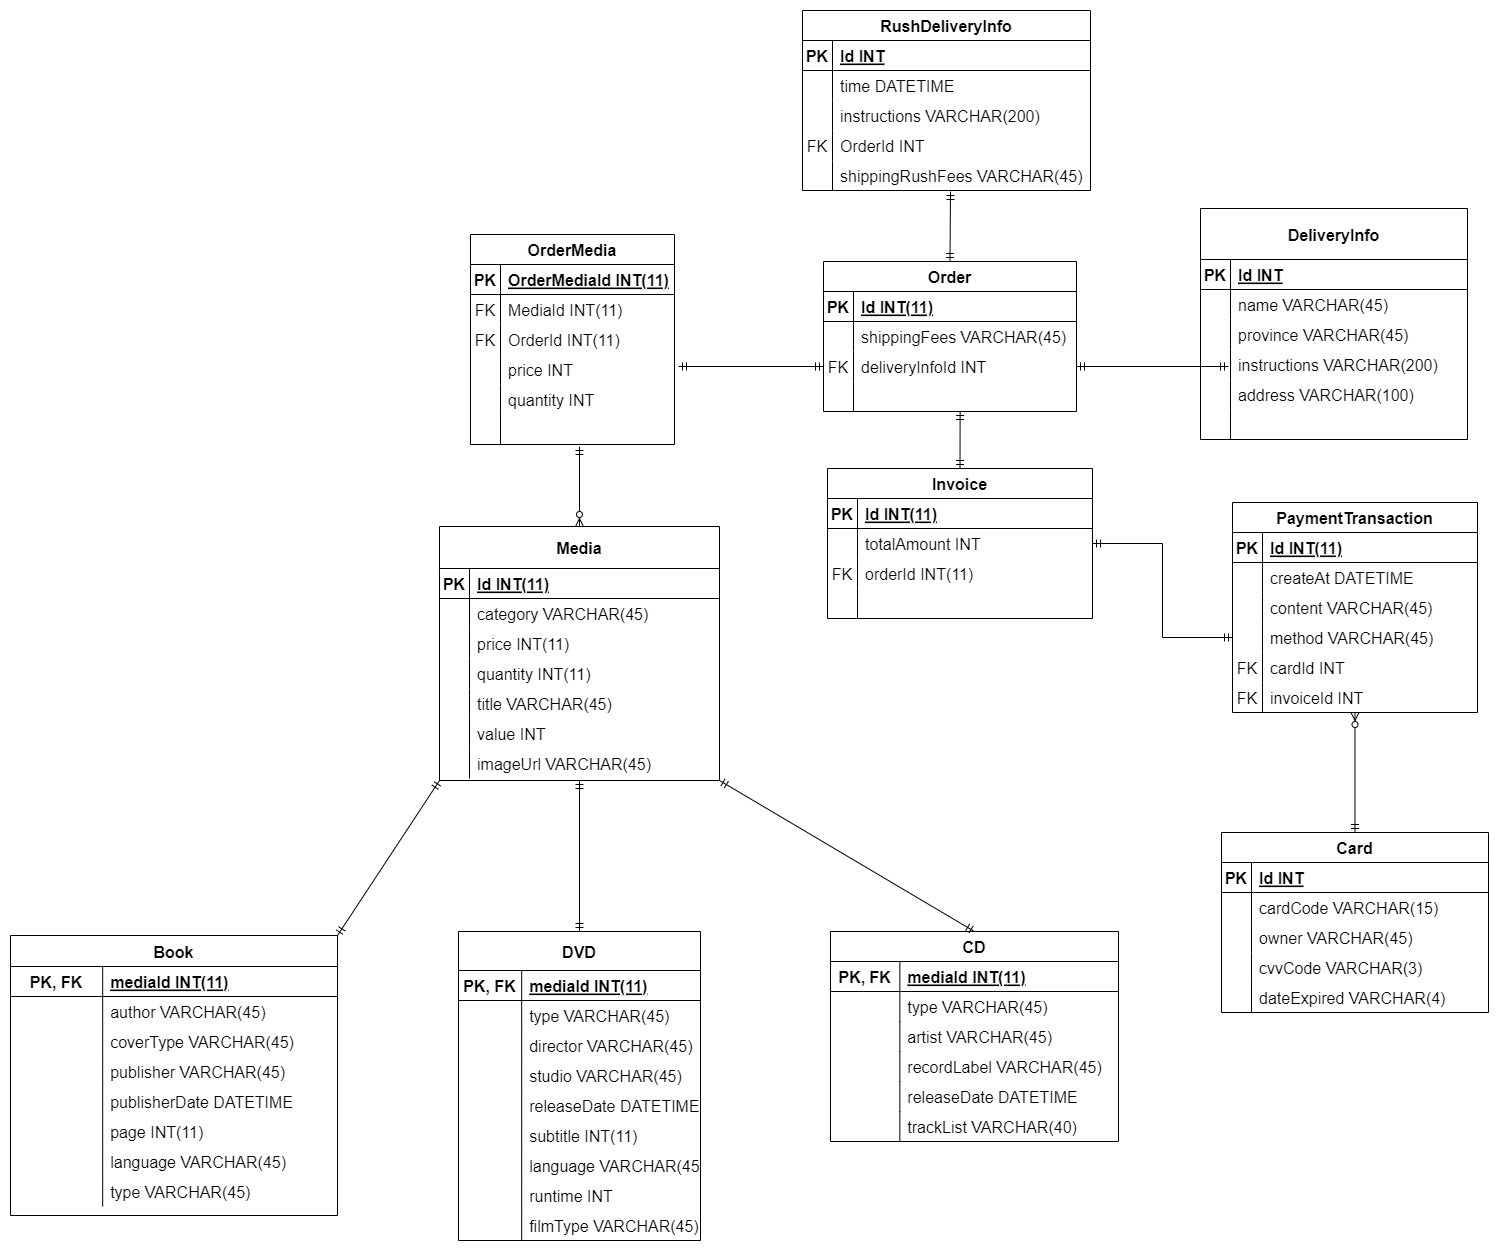 RushDeliveryInfo
PK Id INT
time DATETIME
instructions VARCHAR(200)
FK OrderId INT
shippingRushFees VARCHAR(45)
OrderMedia
PK OrderMediaId INT(11)
FK MediaId INT(11)
FK OrderId INT(11)
price INT
quantity INT
Order
PK Id INT(11)
shippingFees VARCHAR(45)
FK deliveryInfoId INT
DeliveryInfo
PK Id INT
name VARCHAR(45)
province VARCHAR(45)
instructions VARCHAR(200)
address VARCHAR(100)
Invoice
PK Id INT(11)
totalAmount INT
FK orderId INT(11)
PaymentTransaction
PK Id INT(11)
createAt DATETIME
content VARCHAR(45)
method VARCHAR(45)
FK cardId INT
FK invoiceId INT
Media
PK Id INT(11)
category VARCHAR(45)
price INT(11)
quantity INT(11)
title VARCHAR(45)
value INT
imageUrl VARCHAR(45)
Card
PK Id INT
cardCode VARCHAR(15)
owner VARCHAR(45)
cvvCode VARCHAR(3)
dateExpired VARCHAR(4)
Book
PK, FK mediaId INT(11)
author VARCHAR(45)
coverType VARCHAR(45)
publisher VARCHAR(45)
publisherDate DATETIME
page INT(11)
language VARCHAR(45)
type VARCHAR(45)
DVD
PK, FK mediaId INT(11)
type VARCHAR(45)
director VARCHAR(45)
studio VARCHAR(45)
releaseDate DATETIME
subtitle INT(11)
language VARCHAR(45
runtime INT
filmType VARCHAR(45)
CD
PK, FK mediaId INT(11)
type VARCHAR(45)
artist VARCHAR(45)
recordLabel VARCHAR(45)
releaseDate DATETIME
trackList VARCHAR(40)